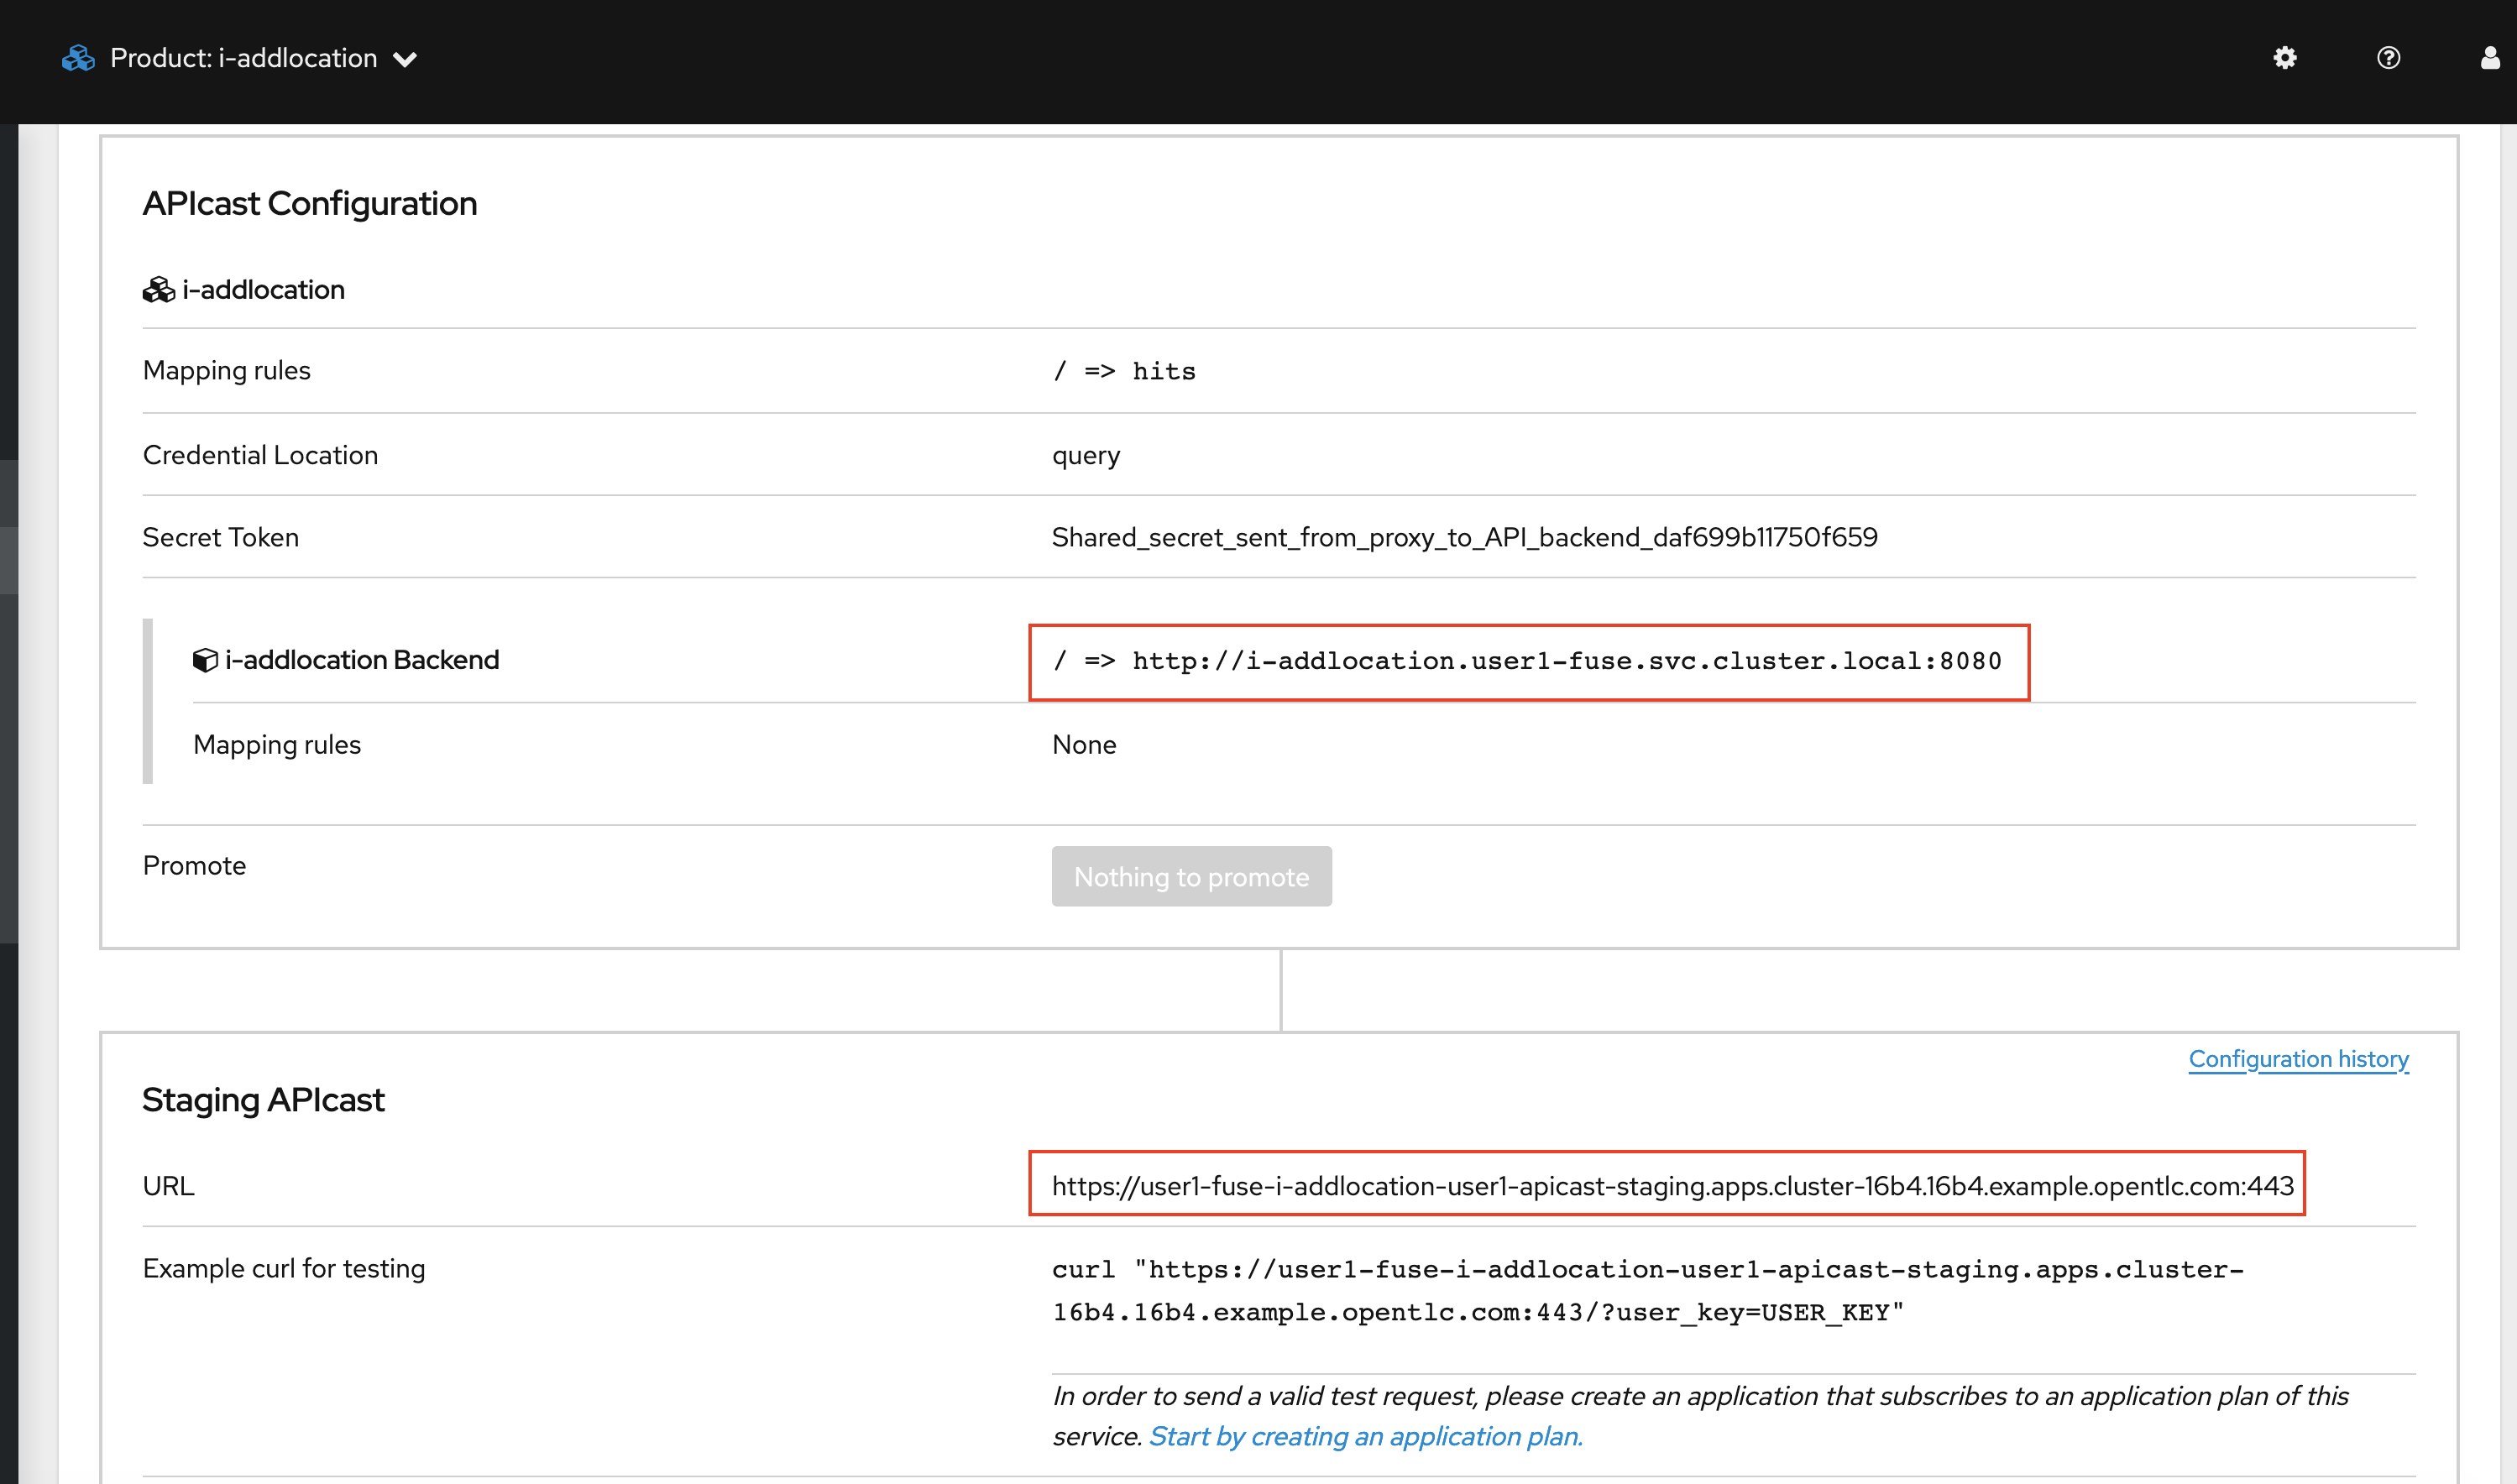 Product: i-addlocation
APIcast Configuration
i-addlocation
Mapping rules
/ => hits
Credential Location
query
Secret Token
Shared_secret_sent_from_proxy_to_API_backend_daf699b11750f659
i-addlocation Backend
/ => http://i-addlocation.user1-fuse.svc.cluster.local:8080
Mapping rules
None
Promote
Nothing to promote
Configuration history
Staging APIcast
URL
https://user1-fuse-i-addlocation-user1-apicast-staging.apps.cluster-16b4.16b4.example.opentlc.com:443
Example curl for testing
curl "https://user1-fuse-i-addlocation-user1-apicast-staging.apps.cluster-
16b4.16b4.example.opentlc.com:443/?user_key=USER_KEY"
In order to send a valid test request, please create an application that subscribes to an application plan of this
service. Start by creating an application plan.